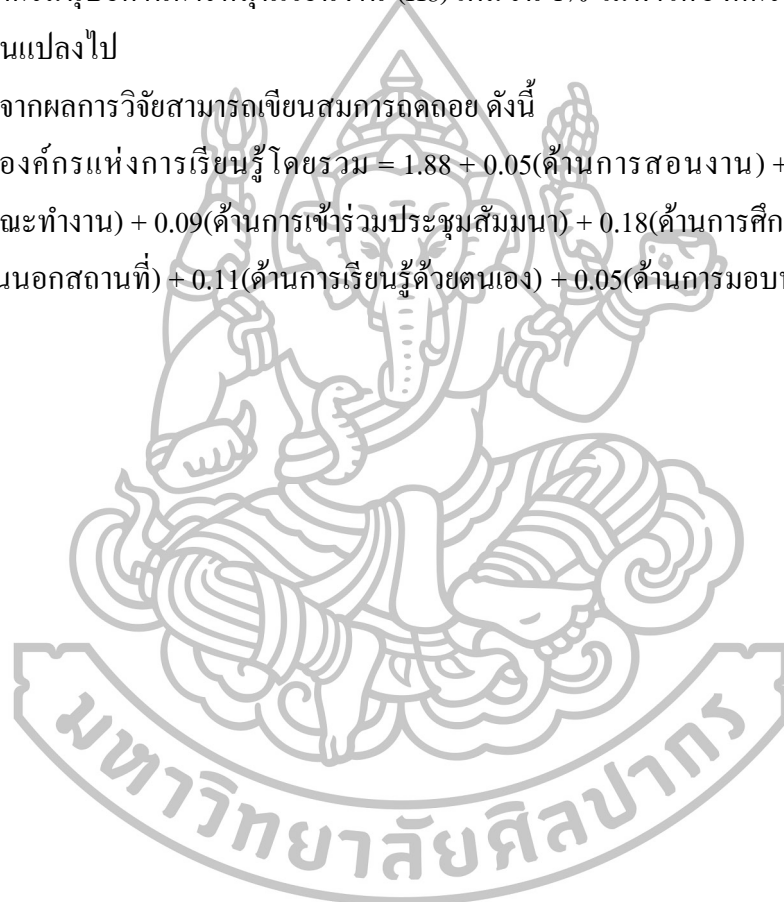 นแปลงไป
จากผลการวิจัยสามารถเขียนสมการถดถอย ดังนี้
องค์กรแห่งการเรียนรู้โดยรวม = 1.88 + 0.05(ด้านการสอนงาน) +
ณะทำงาน) + 0.09(ด้านการเข้าร่วมประชุมสัมมนา) + 0.18(ด้านการศึก
นนอกสถานที่) + 0.11(ด้านการเรียนรู้ด้วยตนเอง) + 0.05(ด้านการมอบ
มหาวิทยาลัยศิลปากร